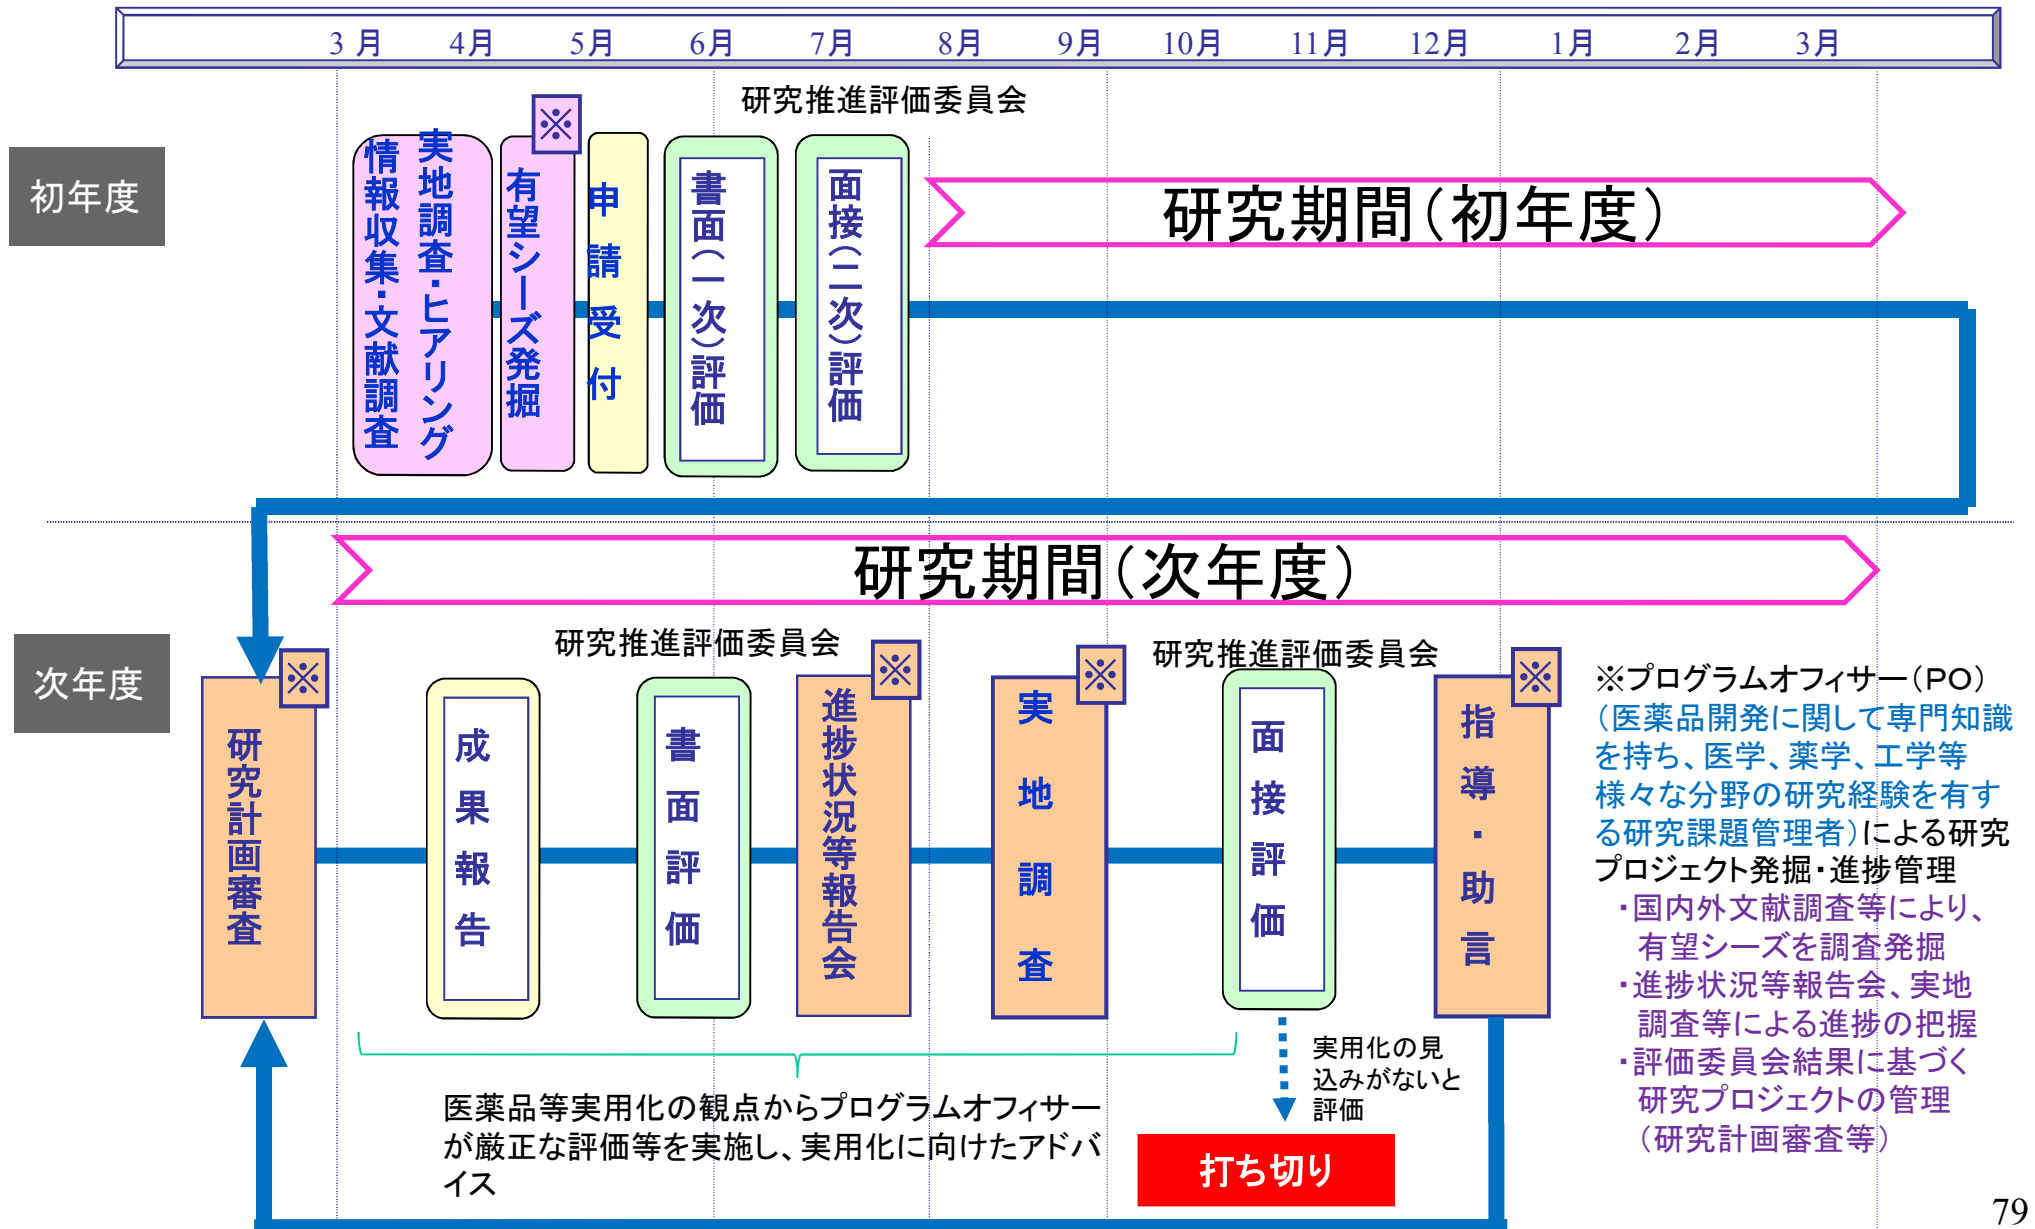 3 月 4月 5月 6月 7月 8月 9月 10月 11月 12月 1月 2月 3月
研究推進評価委員会
初年度
情報収集・文献調査
実地調査・ヒアリング
※
有望シーズ発掘
申請受付
書面(一次)評価
面接(二次)評価
研究期間(初年度)
研究期間(次年度)
次年度
研究推進評価委員会
研究推進評価委員会
※
研究計画審査
成果報告
書面評価
※
進捗状況等報告会
※
実地調査
面接評価
※
指導・助言
実用化の見
込みがないと
評価
打ち切り
医薬品等実用化の観点からプログラムオフィサー
が厳正な評価等を実施し、実用化に向けたアドバ
イス
※プログラムオフィサー(PO)
(医薬品開発に関して専門知識
を持ち、医学、薬学、工学等
様々な分野の研究経験を有す
る研究課題管理者)による研究
プロジェクト発掘・進捗管理
・国内外文献調査等により、
有望シーズを調査発掘
・進捗状況等報告会、実地
調査等による進捗の把握
・評価委員会結果に基づく
研究プロジェクトの管理
(研究計画審査等)
79